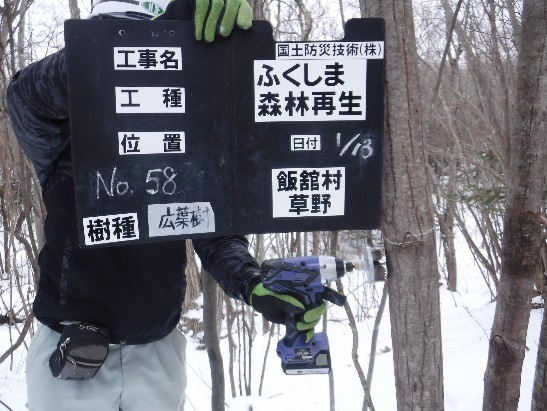 工事名
工種
位置
No. 58
樹種 広葉樹
国土防災技術(株)
ふくしま
森林再生
日付 1/13
飯舘村
草野